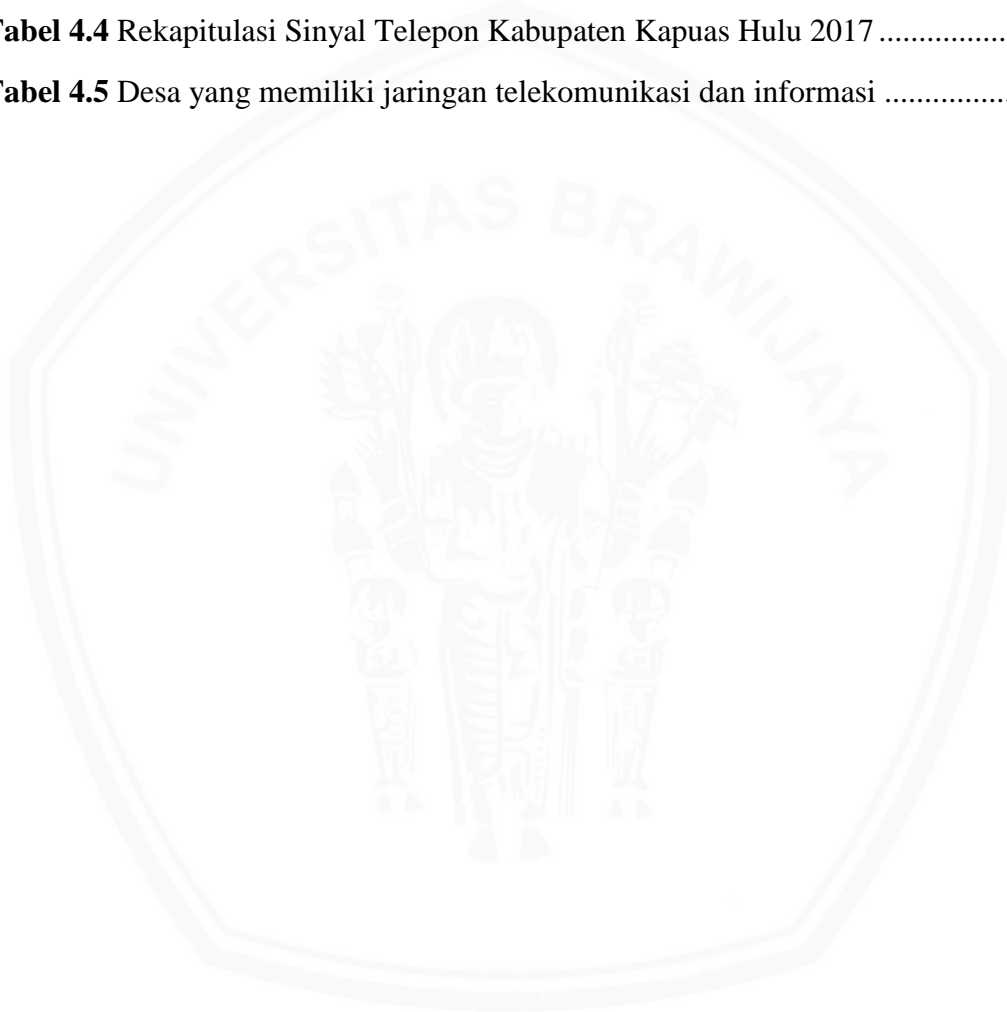 Tabel 4.4 Rekapitulasi Sinyal Telepon Kabupaten Kapuas Hulu 2017................
Tabel 4.5 Desa yang memiliki jaringan telekomunikasi dan informasi ...............
UNIVERSITAS BRAWIJAYA